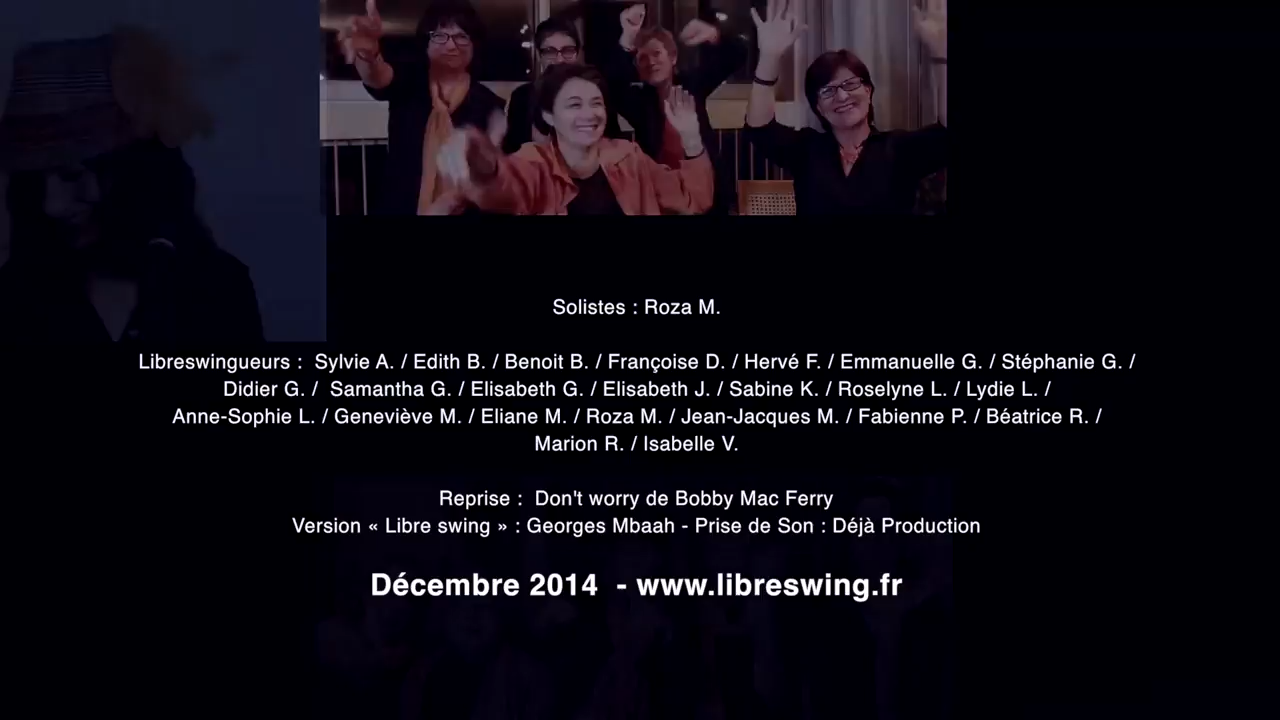 Solistes : Roza M.
Libreswingueurs :  Sylvie A. / Edith B. / Benoit B. / Françoise D. / Hervé F. / Emmanuelle G. / Stéphanie G. /
Didier G. /  Samantha G. / Elisabeth G. / Elisabeth J. / Sabine K. / Roselyne L. / Lydie L. /
Anne-Sophie L. / Geneviève M. / Eliane M. / Roza M. / Jean-Jacques M. / Fabienne P. / Béatrice R. /
Marion R. / Isabelle V.
Reprise :  Don't worry de Bobby Mac Ferry
Version « Libre swing » : Georges Mbaah - Prise de Son : Déjà Production
Décembre 2014  - www.libreswing.fr